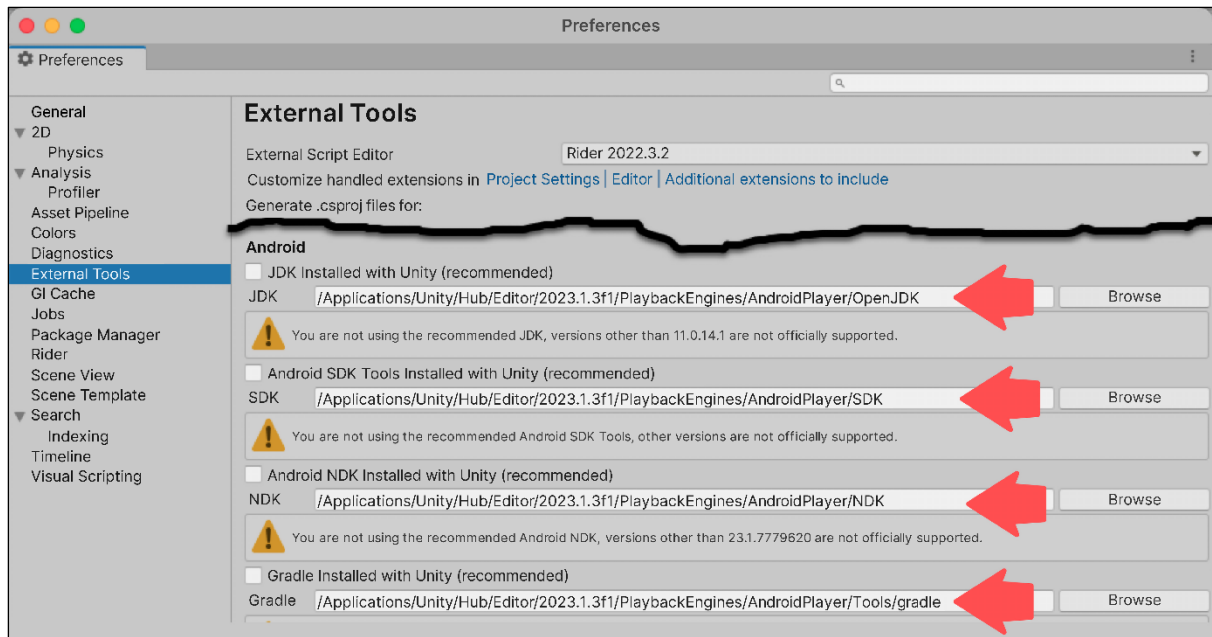 Preferences
Preferences
General
2D
Physics
Analysis
Profiler
Asset Pipeline
Colors
Diagnostics
External Tools
GI Cache
Jobs
Package Manager
Rider
Scene View
Scene Template
Search
Indexing
Timeline
Visual Scripting
External Tools
External Script Editor Rider 2022.3.2
Customize handled extensions in Project Settings | Editor | Additional extensions to include
Generate .csproj files for:
Android
JDK Installed with Unity (recommended)
JDK /Applications/Unity/Hub/Editor/2023.1.3f1/PlaybackEngines/AndroidPlayer/OpenJDK Browse
You are not using the recommended JDK, versions other than 11.0.14.1 are not officially supported.
Android SDK Tools Installed with Unity (recommended)
SDK /Applications/Unity/Hub/Editor/2023.1.3f1/PlaybackEngines/AndroidPlayer/SDK Browse
You are not using the recommended Android SDK Tools, other versions are not officially supported.
Android NDK Installed with Unity (recommended)
NDK /Applications/Unity/Hub/Editor/2023.1.3f1/PlaybackEngines/AndroidPlayer/NDK Browse
You are not using the recommended Android NDK, versions other than 23.1.7779620 are not officially supported.
Gradle Installed with Unity (recommended)
Gradle /Applications/Unity/Hub/Editor/2023.1.3f1/PlaybackEngines/AndroidPlayer/Tools/gradle Browse